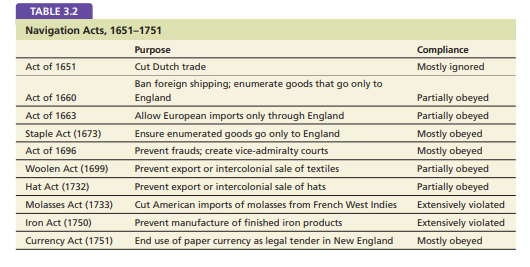 TABLE 3.2
Navigation Acts, 1651–1751
Purpose Compliance
Act of 1651 Cut Dutch trade Mostly ignored
Ban foreign shipping; enumerate goods that go only to
Act of 1660 England Partially obeyed
Act of 1663 Allow European imports only through England Partially obeyed
Staple Act (1673) Ensure enumerated goods go only to England Mostly obeyed
Act of 1696 Prevent frauds; create vice-admiralty courts Mostly obeyed
Woolen Act (1699) Prevent export or intercolonial sale of textiles Partially obeyed
Hat Act (1732) Prevent export or intercolonial sale of hats Partially obeyed
Molasses Act (1733) Cut American imports of molasses from French West Indies Extensively violated
Iron Act (1750) Prevent manufacture of finished iron products Extensively violated
Currency Act (1751) End use of paper currency as legal tender in New England Mostly obeyed